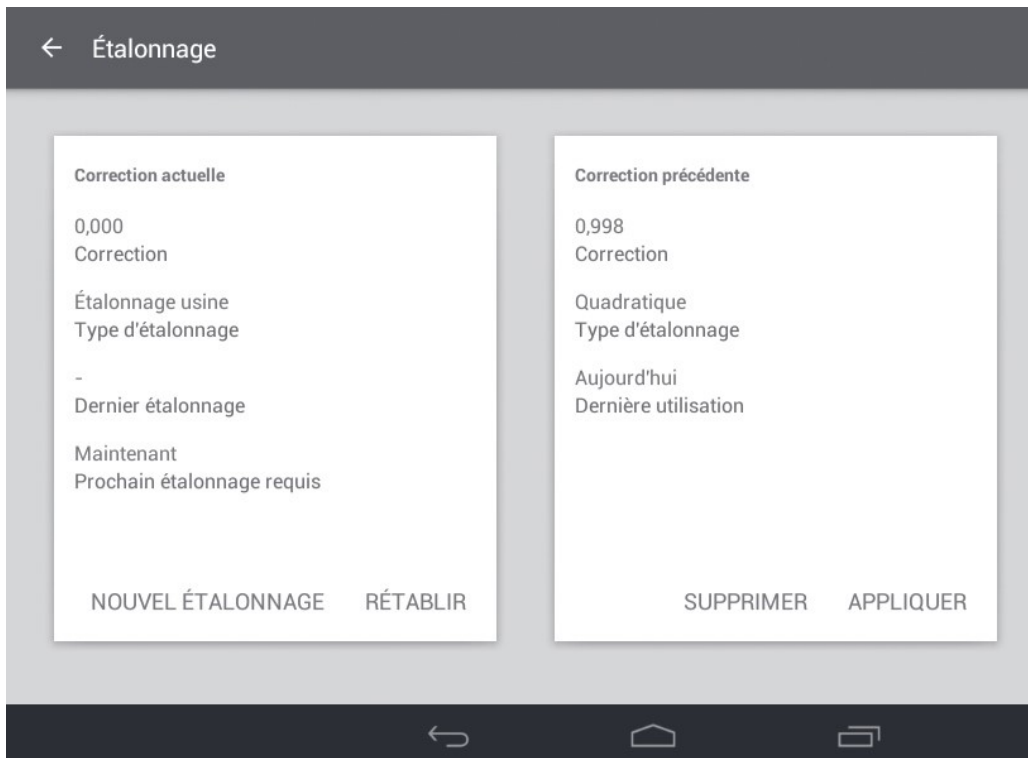 Étalonnage
Correction actuelle
0,000
Correction
Étalonnage usine
Type d'étalonnage
-
Dernier étalonnage
Maintenant
Prochain étalonnage requis
NOUVEL ÉTALONNAGE RÉTABLIR
Correction précédente
0,998
Correction
Quadratique
Type d'étalonnage
Aujourd'hui
Dernière utilisation
SUPPRIMER APPLIQUER